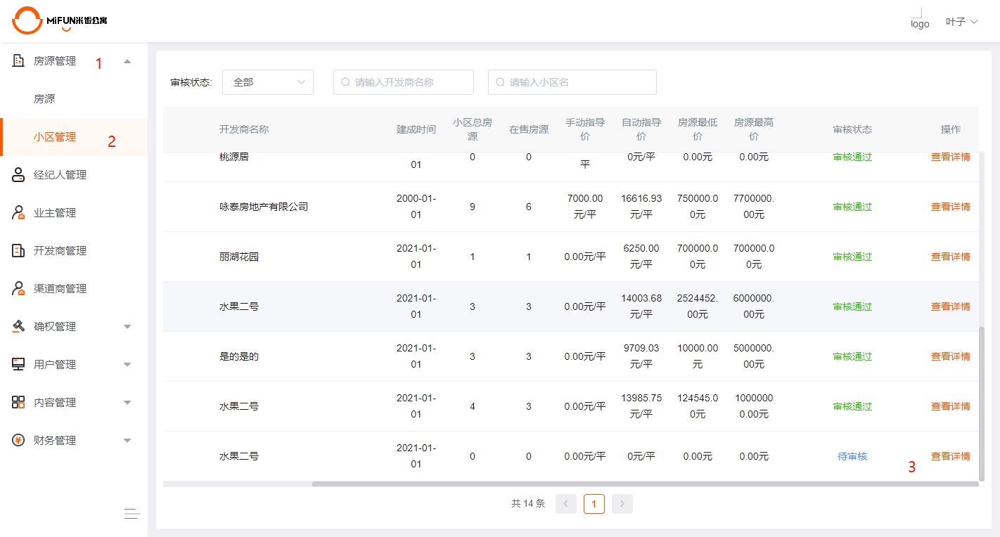 MiFUN米饭公寓
logo
叶子
房源管理
1
房源
小区管理
2
经纪人管理
业主管理
开发商管理
渠道商管理
确权管理
用户管理
内容管理
财务管理
审核状态:
全部
请输入开发商名称
请输入小区名
开发商名称
建成时间
小区总房
源
在售房源
手动指导
价
自动指导
价
房源最低
价
房源最高
价
审核状态
操作
桃源居
01
0
0
平
0元/平
0.00元
0.00元
审核通过
查看详情
咏泰房地产有限公司
2000-01-
01
9
6
7000.00
元/平
16616.93
元/平
750000.0
0元
7700000.
00元
审核通过
查看详情
丽湖花园
2021-01-
01
1
1
0.00元/平
6250.00
元/平
700000.0
0元
700000.0
0元
审核通过
查看详情
水果二号
2021-01-
01
3
3
0.00元/平
14003.68
元/平
2524452.
00元
6000000.
00元
审核通过
查看详情
是的是的
2021-01-
01
3
3
0.00元/平
9709.03
元/平
10000.00
元
5000000.
00元
审核通过
查看详情
水果二号
2021-01-
01
4
3
0.00元/平
13985.75
元/平
124545.0
0元
1000000
0.00元
审核通过
查看详情
水果二号
2021-01-
01
0
0
0.00元/平
0元/平
0.00元
0.00元
待审核
3
查看详情
共 14 条
1